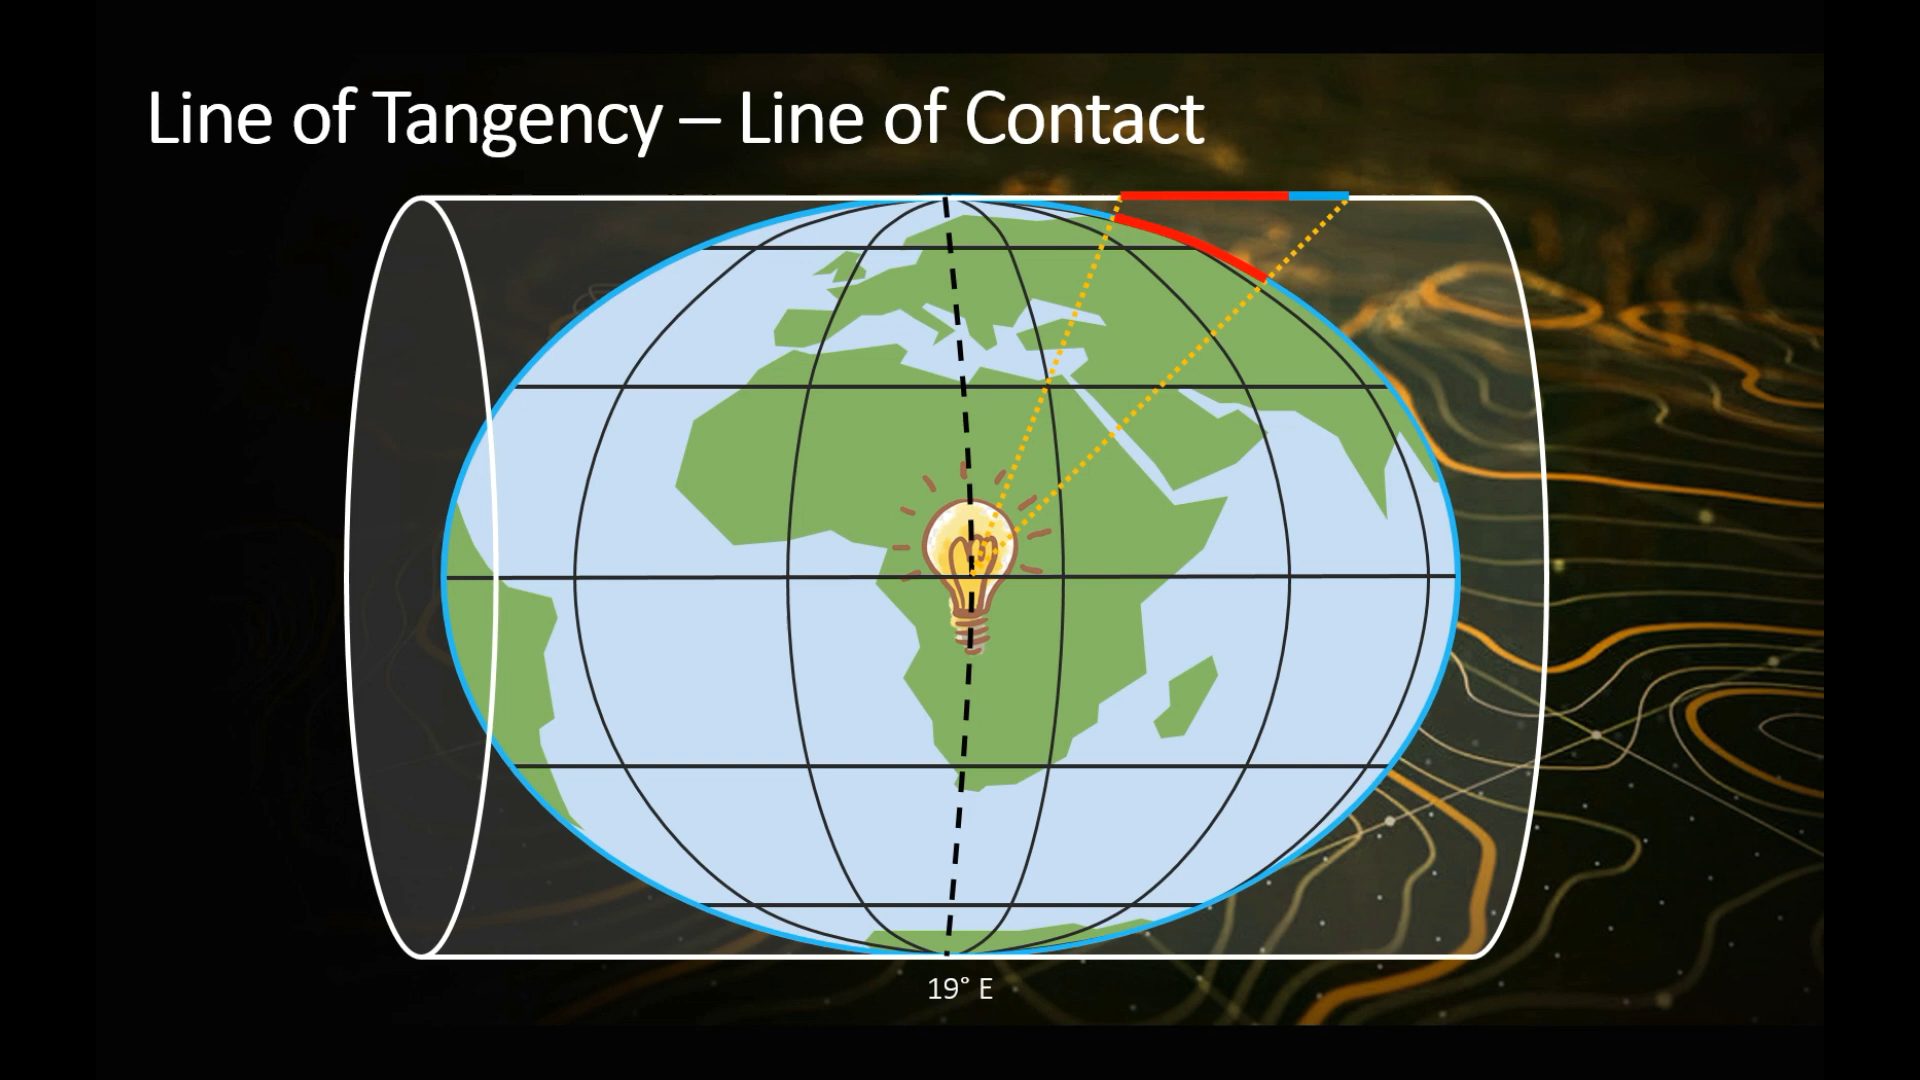 Line of Tangency – Line of Contact
19° E